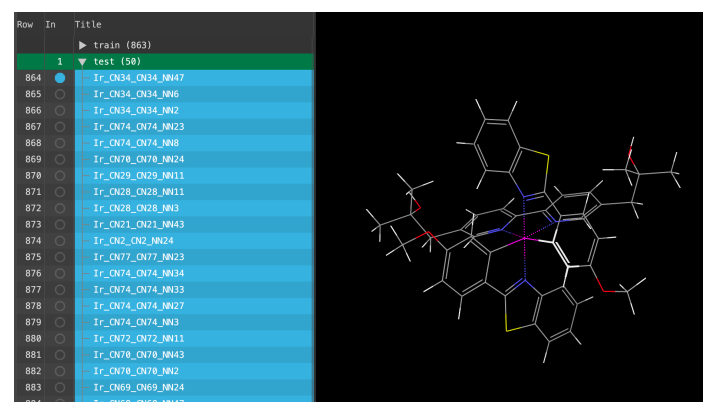 Row In Title
▶ train (863)
1 ▼ test (50)
864 Ir_CN34_CN34_NN47
865 Ir_CN34_CN34_NN6
866 Ir_CN34_CN34_NN2
867 Ir_CN74_CN74_NN23
868 Ir_CN74_CN74_NN8
869 Ir_CN70_CN70_NN24
870 Ir_CN29_CN29_NN11
871 Ir_CN28_CN28_NN11
872 Ir_CN28_CN28_NN3
873 Ir_CN21_CN21_NN43
874 Ir_CN2_CN2_NN24
875 Ir_CN77_CN77_NN23
876 Ir_CN74_CN74_NN34
877 Ir_CN74_CN74_NN33
878 Ir_CN74_CN74_NN27
879 Ir_CN74_CN74_NN3
880 Ir_CN72_CN72_NN11
881 Ir_CN70_CN70_NN43
882 Ir_CN70_CN70_NN2
883 Ir_CN69_CN69_NN24